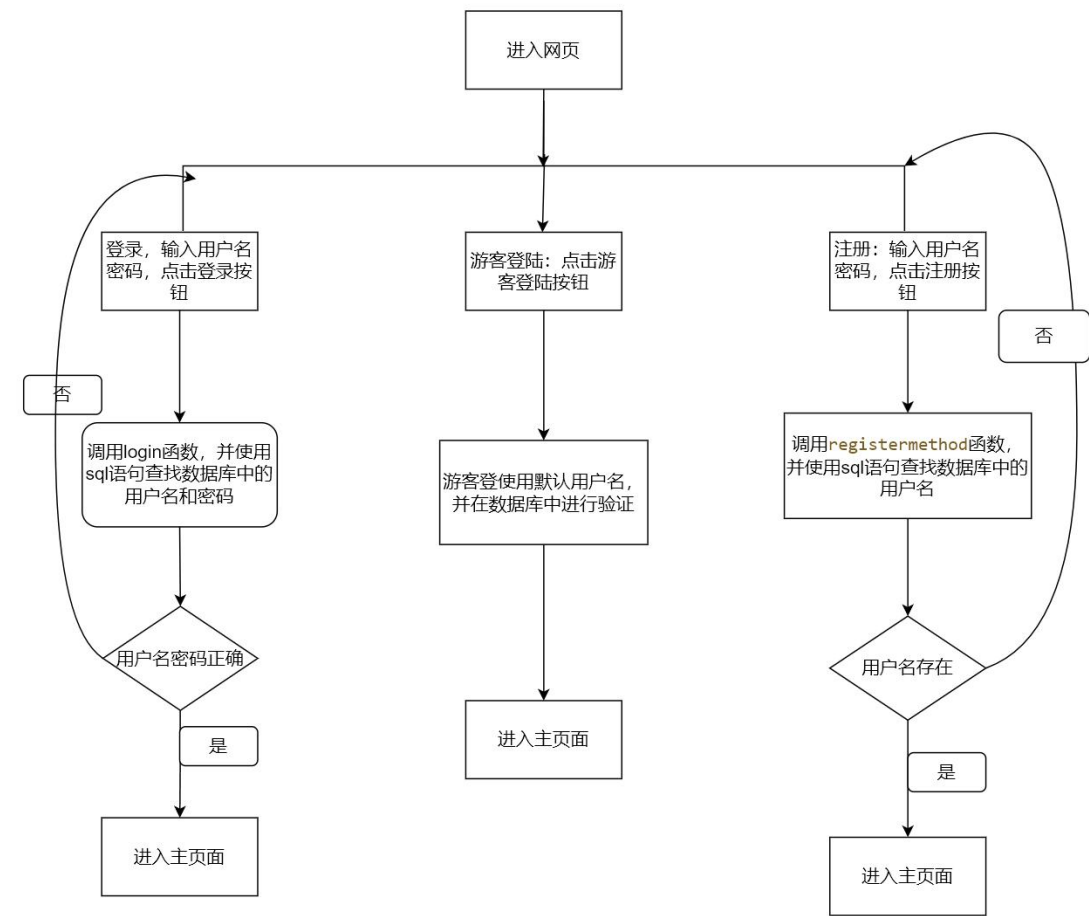 进入网页
登录，输入用户名
密码，点击登录按
钮
游客登陆：点击游
客登陆按钮
注册：输入用户名
密码，点击注册按
钮
否
否
调用login函数，并使用
sql语句查找数据库中的
用户名和密码
游客登使用默认用户名，
并在数据库中进行验证
调用registermethod函数，
并使用sql语句查找数据库中的
用户名
用户名密码正确
用户名存在
是
进入主页面
是
进入主页面
进入主页面